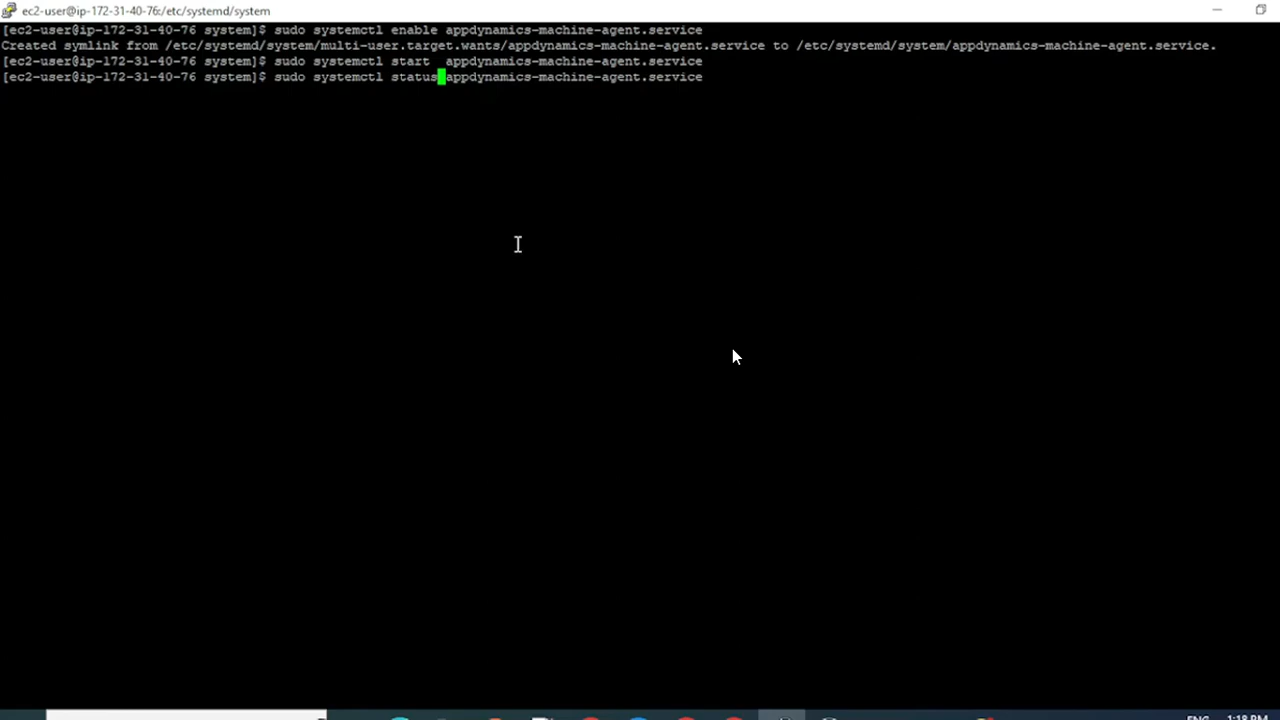 ec2-user@ip-172-31-40-76:/etc/systemd/system
[ec2-user@ip-172-31-40-76 system]$ sudo systemctl enable appdynamics-machine-agent.service
Created symlink from /etc/systemd/system/multi-user.target.wants/appdynamics-machine-agent.service to /etc/systemd/system/appdynamics-machine-agent.service.
[ec2-user@ip-172-31-40-76 system]$ sudo systemctl start  appdynamics-machine-agent.service
[ec2-user@ip-172-31-40-76 system]$ sudo systemctl status appdynamics-machine-agent.service
ENG 1:18 PM